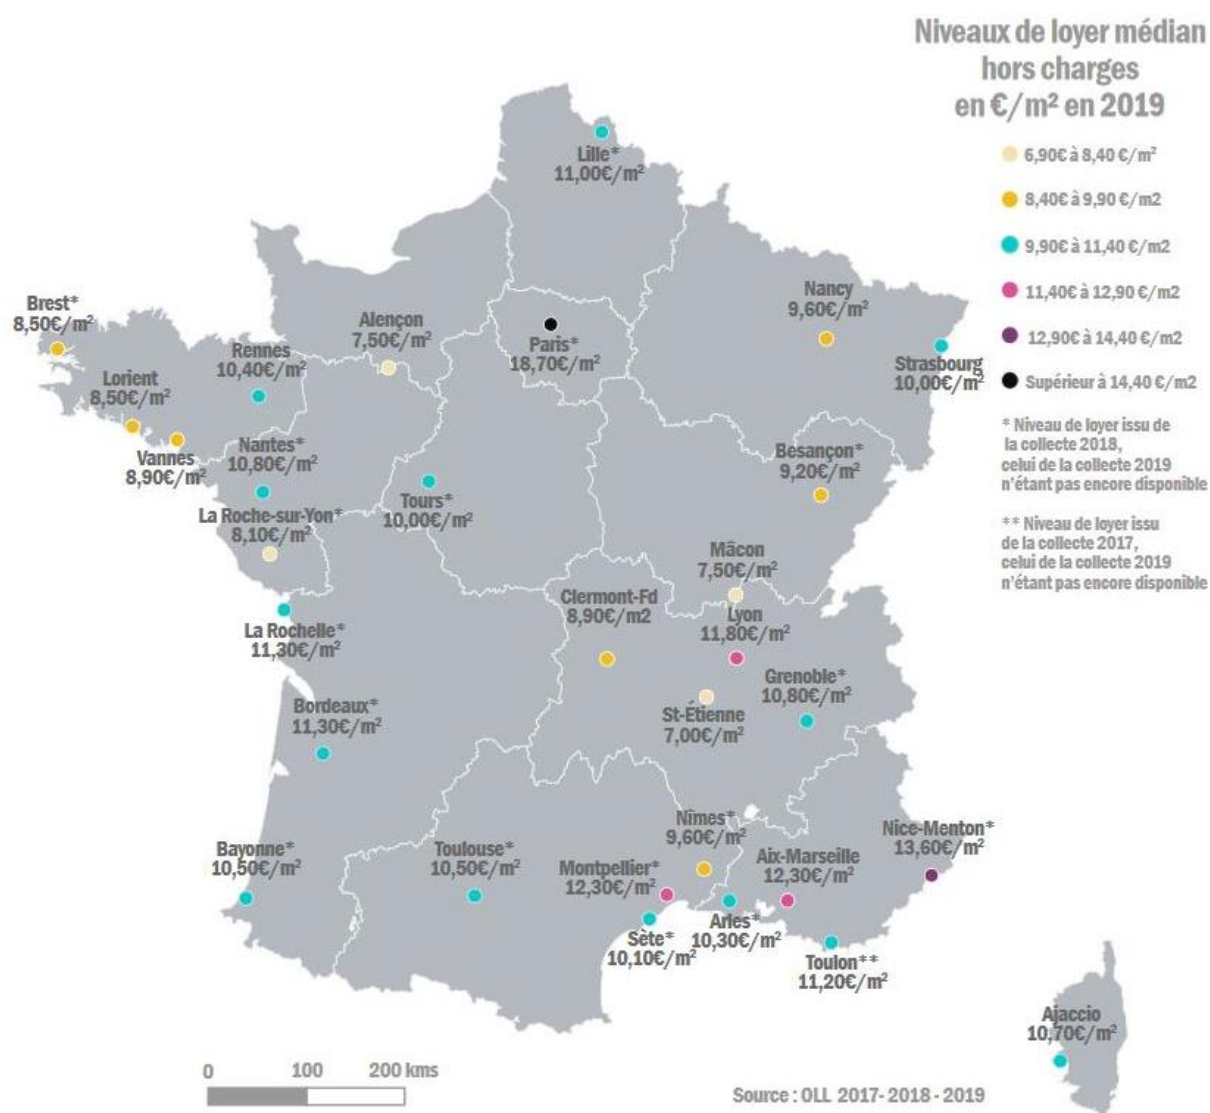 Niveaux de loyer médian
hors charges
en €/m² en 2019
6,90€ à 8,40 €/m²
8,40€ à 9,90 €/m2
9,90€ à 11,40 €/m2
11,40€ à 12,90 €/m2
12,90€ à 14,40 €/m2
Supérieur à 14,40 €/m2
* Niveau de loyer issu de
la collecte 2018,
celui de la collecte 2019
n'étant pas encore disponible
** Niveau de loyer issu
de la collecte 2017,
celui de la collecte 2019
n'étant pas encore disponible
Lille*
11,00€/m²
Brest*
8,50€/m²
Alençon
7,50€/m²
Paris*
18,70€/m²
Nancy
9,60€/m²
Rennes
10,40€/m²
Strasbourg
10,00€/m²
Lorient
8,50€/m²
Vannes
8,90€/m²
Nantes*
10,80€/m²
Besançon*
9,20€/m²
Tours*
10,00€/m²
La Roche-sur-Yon*
8,10€/m²
Mâcon
7,50€/m²
Clermont-Fd
8,90€/m2
Lyon
11,80€/m²
La Rochelle*
11,30€/m²
Grenoble*
10,80€/m²
Bordeaux*
11,30€/m²
St-Étienne
7,00€/m²
Nîmes*
9,60€/m²
Nice-Menton*
13,60€/m²
Bayonne*
10,50€/m²
Toulouse*
10,50€/m²
Montpellier*
12,30€/m²
Aix-Marseille
12,30€/m²
Sète*
10,10€/m²
Arles*
10,30€/m²
Toulon**
11,20€/m²
Ajaccio
10,70€/m²
0 100 200 kms
Source : OLL 2017- 2018 - 2019